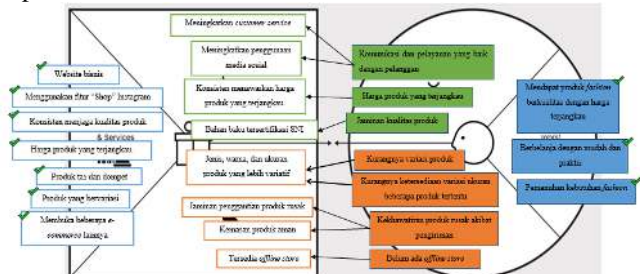 Website bisnis
Menggunakan fitur "Shop" Instagram
Konsisten menjaga kualitas produk
& Services
Harga produk yang terjangkau
Produk tas dan dompet
Produk yang bervariasi
Membuka beberapa e-
commerce lainnya
Meningkatkan customer service
Meningkatkan penggunaan
media sosial
Konsisten menawarkan harga
produk yang terjangkau
Bahan baku tersertifikasi SNI
Jenis, warna, dan ukuran
produk yang lebih variatif
Jaminan penggantian produk rusak
Kemasan produk aman
Tersedia offline store
Komunikasi dan pelayanan yang baik
dengan pelanggan
Harga produk yang terjangkau
Jaminan kualitas produk
Kurangnya variasi produk
Kurangnya ketersediaan variasi ukuran
beberapa produk tertentu
Kekhawatiran produk rusak akibat
pengiriman
Belum ada offline store
Mendapat produk fashion
berkualitas dengan harga
terjangkau
Berbelanja dengan mudah dan
praktis
Pemenuhan kebutuhan fashion